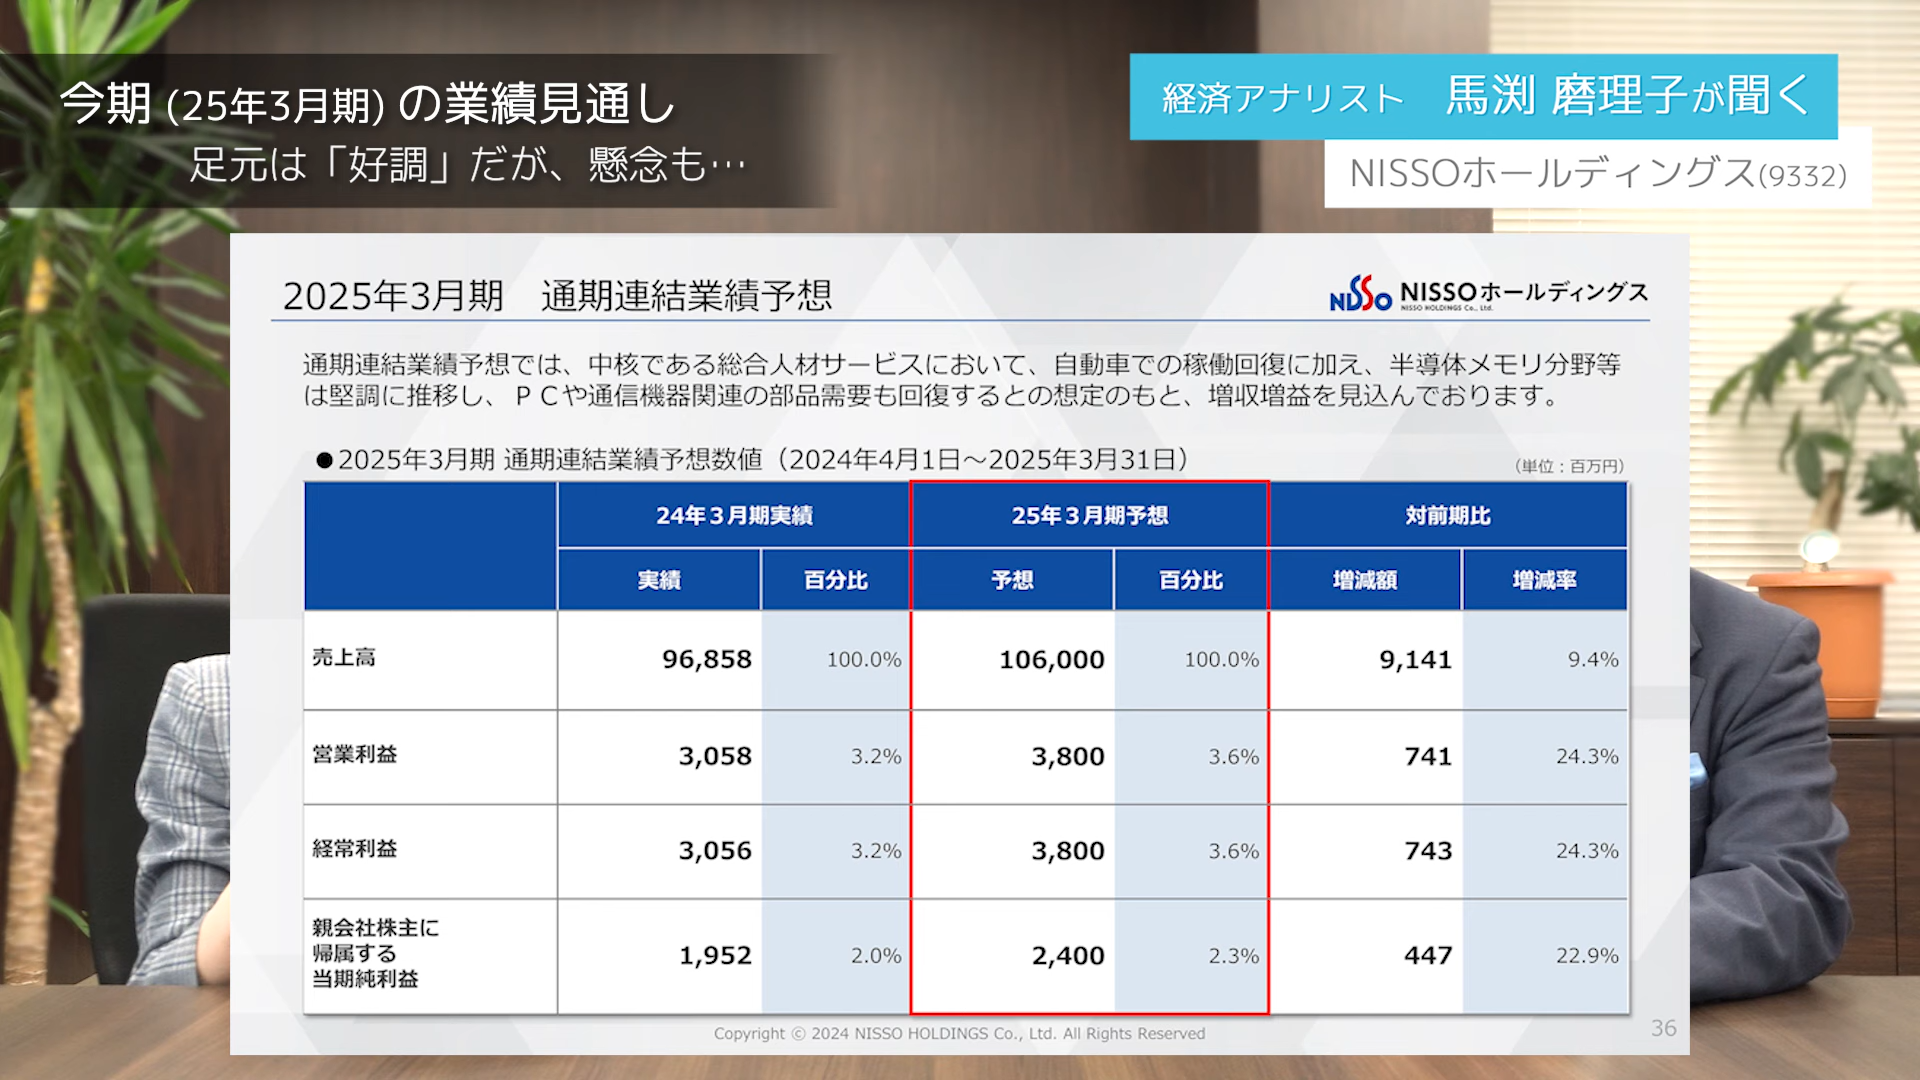 今期 (25年3月期) の業績見通し
足元は「好調」だが、懸念も…
経済アナリスト 馬渕 磨理子が聞く
NISSOホールディングス(9332)
2025年3月期 通期連結業績予想
NISSO NISSOホールディングス
NISSO HOLDINGS Co., Ltd.
通期連結業績予想では、中核である総合人材サービスにおいて、自動車での稼働回復に加え、半導体メモリ分野等
は堅調に推移し、ＰＣや通信機器関連の部品需要も回復するとの想定のもと、増収増益を見込んでおります。
●2025年3月期 通期連結業績予想数値（2024年4月1日～2025年3月31日）
（単位：百万円）
24年３月期実績 25年３月期予想 対前期比
実績 百分比 予想 百分比 増減額 増減率
売上高 96,858 100.0% 106,000 100.0% 9,141 9.4%
営業利益 3,058 3.2% 3,800 3.6% 741 24.3%
経常利益 3,056 3.2% 3,800 3.6% 743 24.3%
親会社株主に
帰属する
当期純利益 1,952 2.0% 2,400 2.3% 447 22.9%
Copyright © 2024 NISSO HOLDINGS Co., Ltd. All Rights Reserved
36